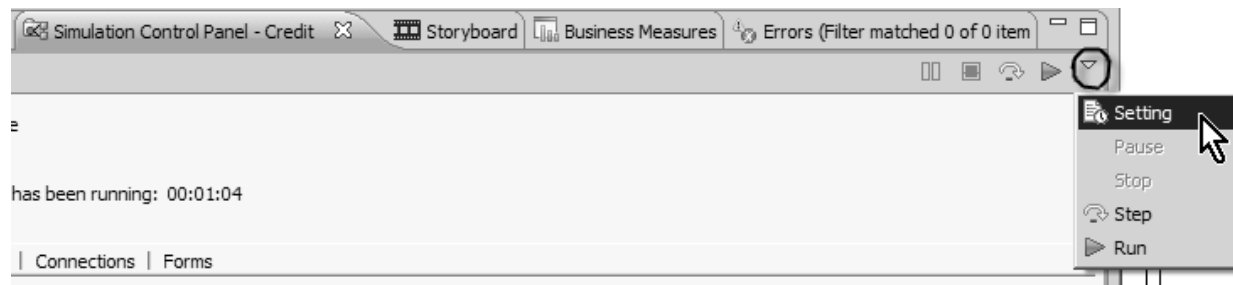 Simulation Control Panel - Credit Storyboard Business Measures Errors (Filter matched 0 of 0 item
Setting
e
Pause
Stop
has been running: 00:01:04
Step
Run
| Connections | Forms